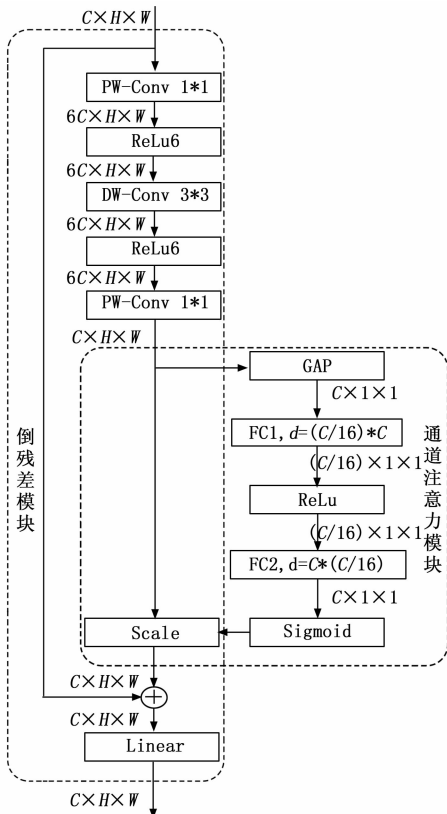 C×H×W
PW-Conv 1*1
6C×H×W
ReLu6
6C×H×W
DW-Conv 3*3
6C×H×W
ReLu6
6C×H×W
PW-Conv 1*1
C×H×W
GAP
C×1×1
FC1, d=(C/16)*C
(C/16)×1×1
ReLu
(C/16)×1×1
FC2, d=C*(C/16)
C×1×1
Sigmoid
Scale
C×H×W
C×H×W
Linear
C×H×W
倒残差模块
通道注意力模块